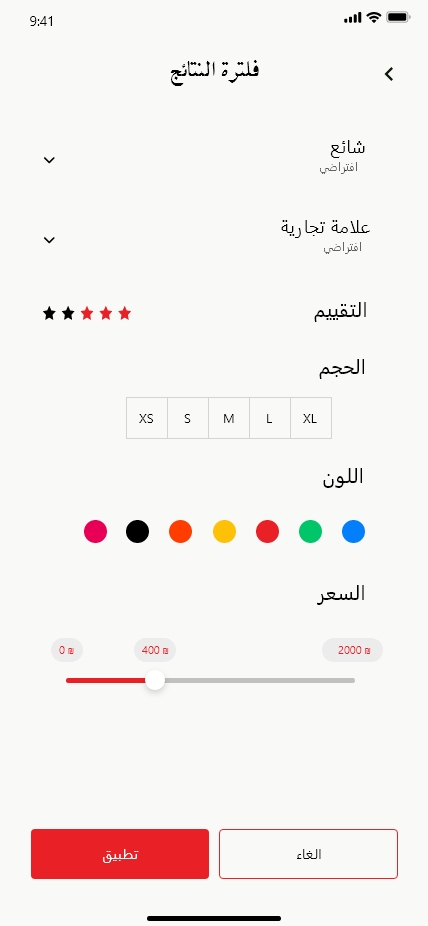 9:41
فلترة النتائج
شائع
افتراضي
علامة تجارية
افتراضي
التقييم
الحجم
XS S M L XL
اللون
السعر
0 ₪ 400 ₪ 2000 ₪
تطبيق الغاء